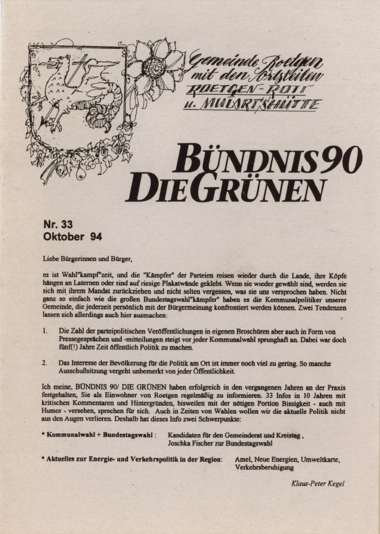 Gemeinde Roetgen
mit den Ortsteilen
ROETGEN-ROTT
u. MULARTSHÜTTE
BÜNDNIS 90
DIE GRÜNEN
Nr. 33
Oktober 94
Liebe Bürgerinnen und Bürger,
es ist Wahl"kampf"zeit, und die "Kämpfer" der Parteien reisen wieder durch die Lande, ihre Köpfe
hängen an Laternen oder sind auf riesige Plakatwände geklebt. Wenn sie wieder gewählt sind, werden sie
sich mit ihrem Mandat zurückziehen und nicht selten vergessen, was sie uns versprochen haben. Nicht
ganz so einfach wie die großen Bundestagswahl"kämpfer" haben es die Kommunalpolitiker unserer
Gemeinde, die jederzeit persönlich mit der Bürgermeinung konfrontiert werden können. Zwei Tendenzen
lassen sich allerdings auch hier ausmachen:
1. Die Zahl der parteipolitischen Veröffentlichungen in eigenen Broschüren aber auch in Form von
Pressegesprächen und -mitteilungen steigt vor jeder Kommunalwahl sprunghaft an. Dabei war doch
fünf(!) Jahre Zeit öffentlich Politik zu machen.
2. Das Interesse der Bevölkerung für die Politik am Ort ist immer noch viel zu gering. So manche
Ausschußsitzung vergeht unbemerkt von jeder Öffentlichkeit.
Ich meine, BÜNDNIS 90/ DIE GRÜNEN haben erfolgreich in den vergangenen Jahren an der Praxis
festgehalten, Sie als Einwohner von Roetgen regelmäßig zu informieren. 33 Infos in 10 Jahren mit
kritischen Kommentaren und Hintergründen, bisweilen mit der nötigen Portion Bissigkeit - auch mit
Humor - versehen, sprechen für sich. Auch in Zeiten von Wahlen wollen wir die aktuelle Politik nicht
aus den Augen verlieren. Deshalb hat dieses Info zwei Schwerpunkte:
* Kommunalwahl + Bundestagswahl : Kandidaten für den Gemeinderat und Kreistag ,
Joschka Fischer zur Bundestagswahl
* Aktuelles zur Energie- und Verkehrspolitik in der Region: Amel, Neue Energien, Umweltkarte,
Verkehrsberuhigung
Klaus-Peter Kegel